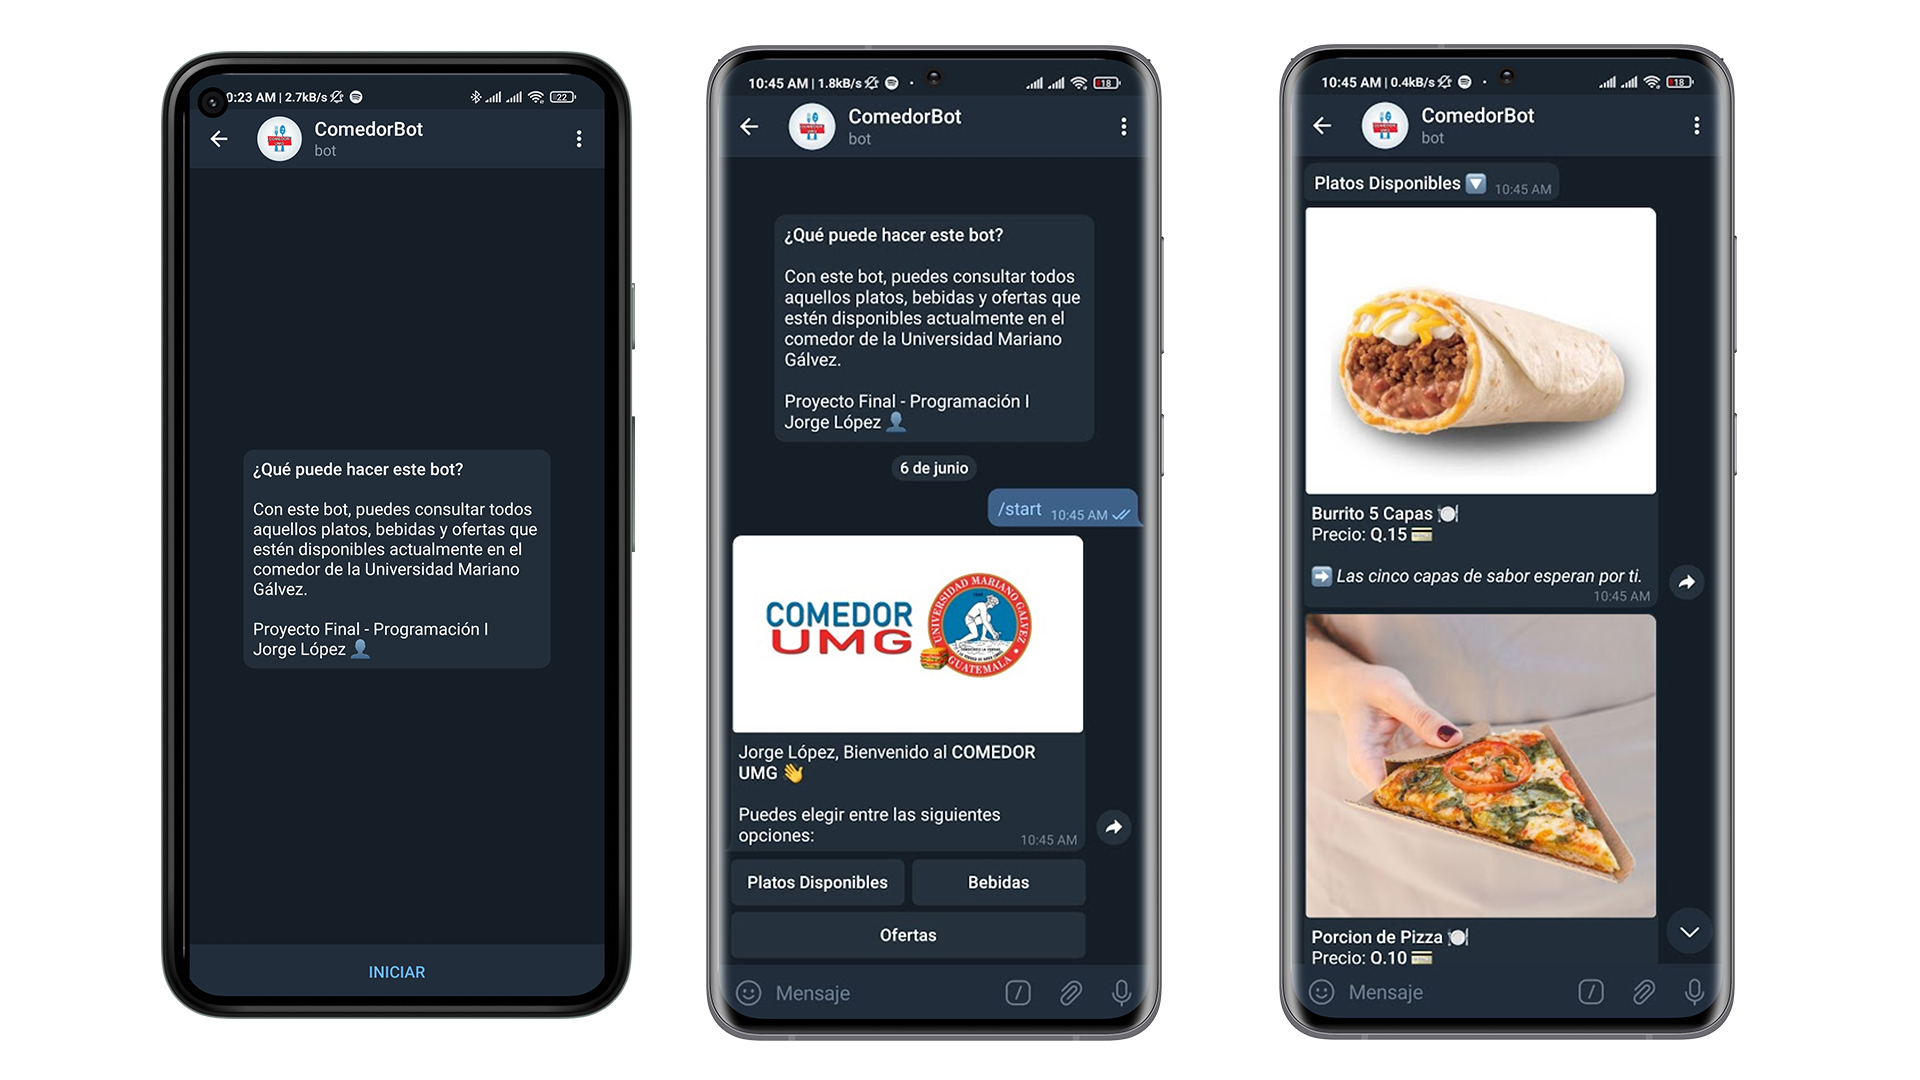 0:23 AM | 2.7kB/s
22
ComedorBot
bot
¿Qué puede hacer este bot?
Con este bot, puedes consultar todos
aquellos platos, bebidas y ofertas que
estén disponibles actualmente en el
comedor de la Universidad Mariano
Gálvez.
Proyecto Final - Programación I
Jorge López 👤
INICIAR
10:45 AM | 1.8kB/s
18
ComedorBot
bot
¿Qué puede hacer este bot?
Con este bot, puedes consultar todos
aquellos platos, bebidas y ofertas que
estén disponibles actualmente en el
comedor de la Universidad Mariano
Gálvez.
Proyecto Final - Programación I
Jorge López 👤
6 de junio
/start 10:45 AM
COMEDOR
UMG
UNIVERSIDAD MARIANO GÁLVEZ
GUATEMALA
Jorge López, Bienvenido al COMEDOR
UMG 👋
Puedes elegir entre las siguientes
opciones:
10:45 AM
Platos Disponibles
Bebidas
Ofertas
Mensaje
10:45 AM | 0.4kB/s
18
ComedorBot
bot
Platos Disponibles 🔽 10:45 AM
Burrito 5 Capas 🍽
Precio: Q.15 💳
➡ Las cinco capas de sabor esperan por ti.
10:45 AM
Porcion de Pizza 🍽
Precio: Q.10 💳
Mensaje